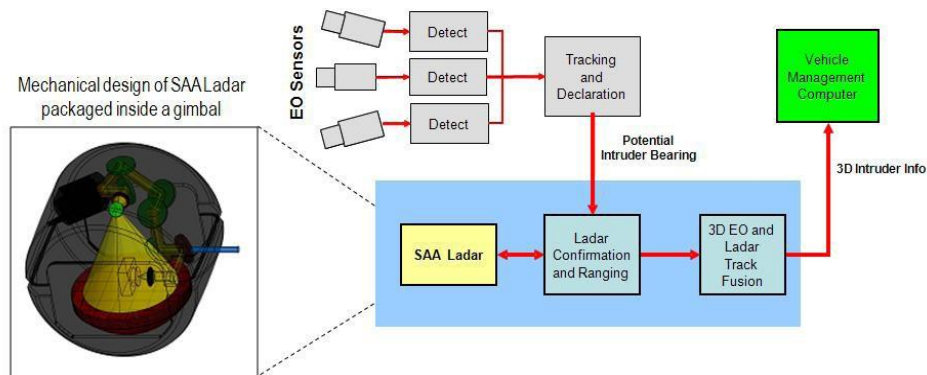 Mechanical design of SAA Ladar
packaged inside a gimbal
EO Sensors
Detect
Detect
Detect
Tracking
and
Declaration
Vehicle
Management
Computer
Potential
Intruder Bearing
3D Intruder Info
SAA Ladar
Ladar
Confirmation
and Ranging
3D EO and
Ladar
Track
Fusion